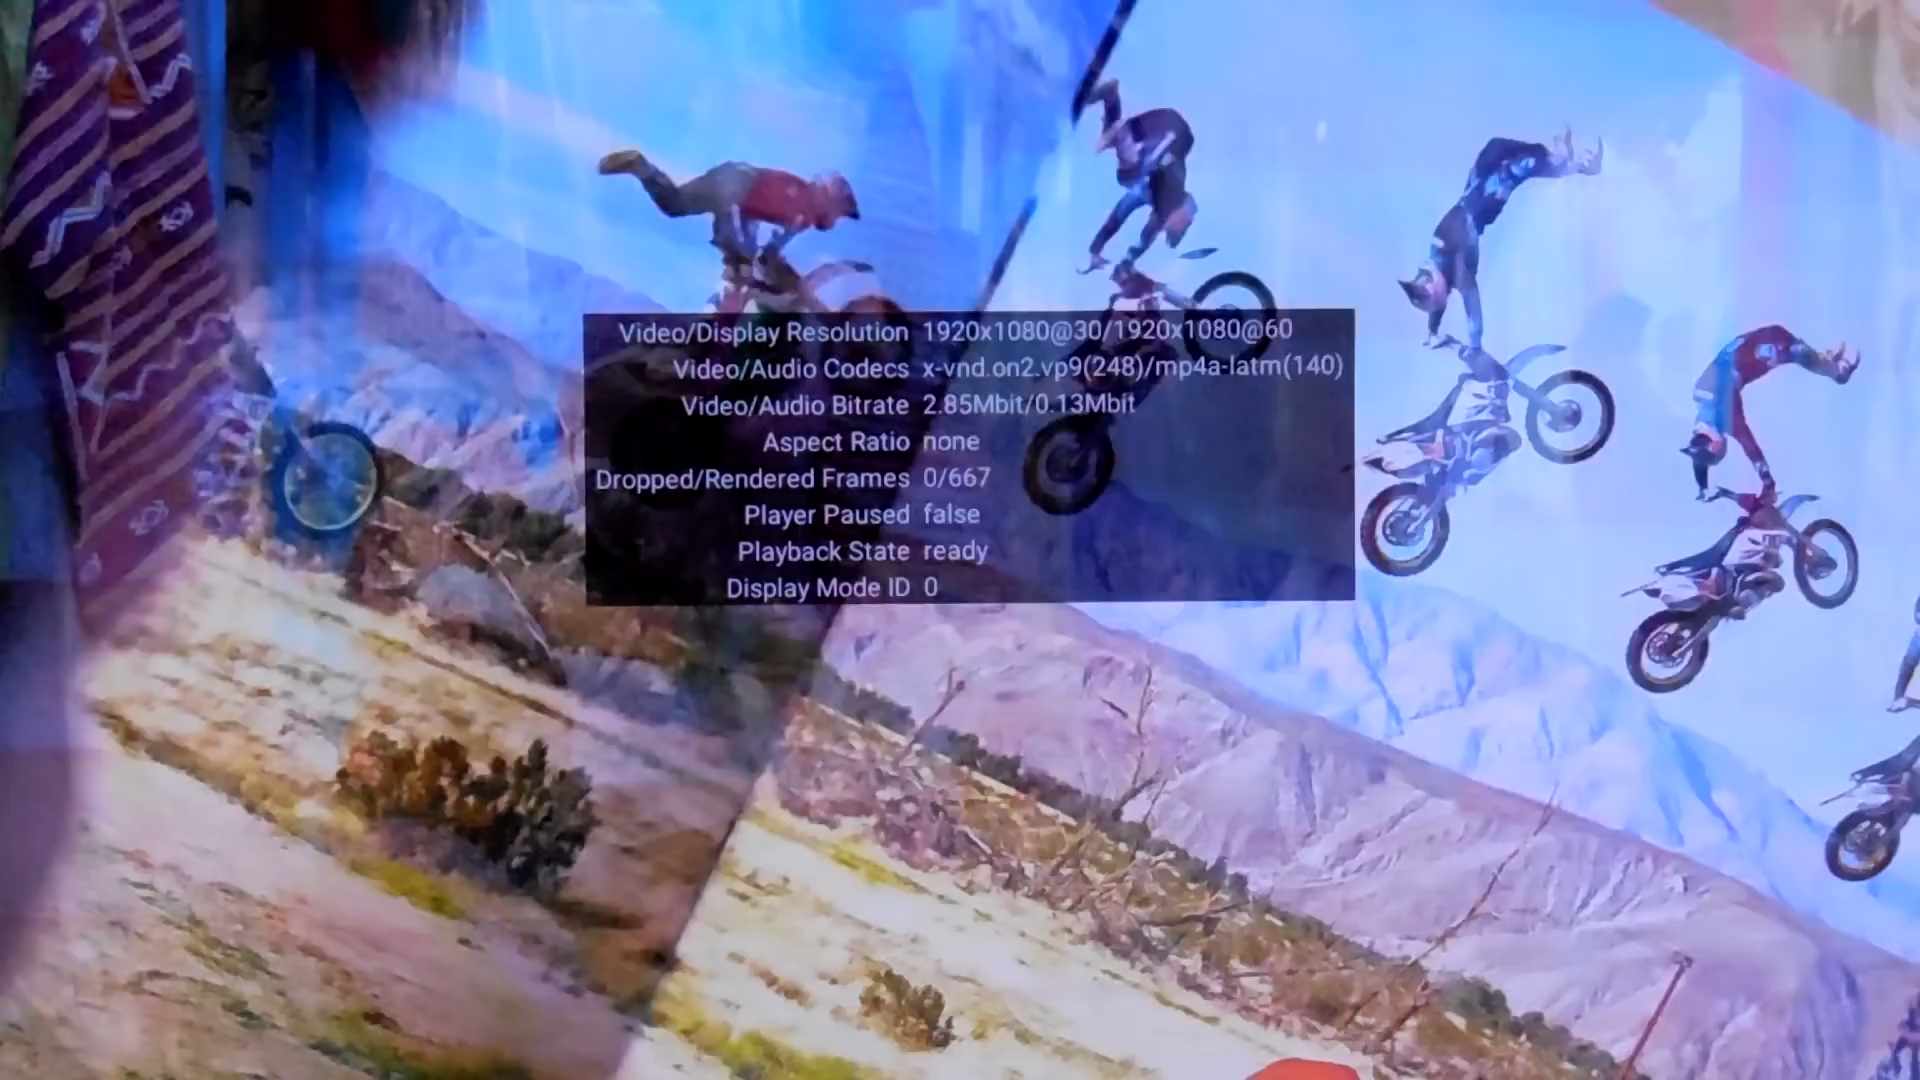 Video/Display Resolution 1920x1080@30/1920x1080@60
Video/Audio Codecs x-vnd.on2.vp9(248)/mp4a-latm(140)
Video/Audio Bitrate 2.85Mbit/0.13Mbit
Aspect Ratio none
Dropped/Rendered Frames 0/667
Player Paused false
Playback State ready
Display Mode ID 0